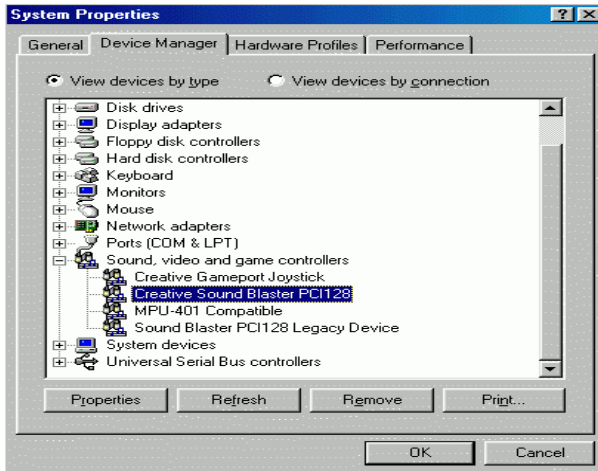 System Properties
General Device Manager Hardware Profiles Performance
View devices by type View devices by connection
Disk drives
Display adapters
Floppy disk controllers
Hard disk controllers
Keyboard
Monitors
Mouse
Network adapters
Ports (COM & LPT)
Sound, video and game controllers
Creative Gameport Joystick
Creative Sound Blaster PCI128
MPU-401 Compatible
Sound Blaster PCI128 Legacy Device
System devices
Universal Serial Bus controllers
Properties Refresh Remove Print...
OK Cancel